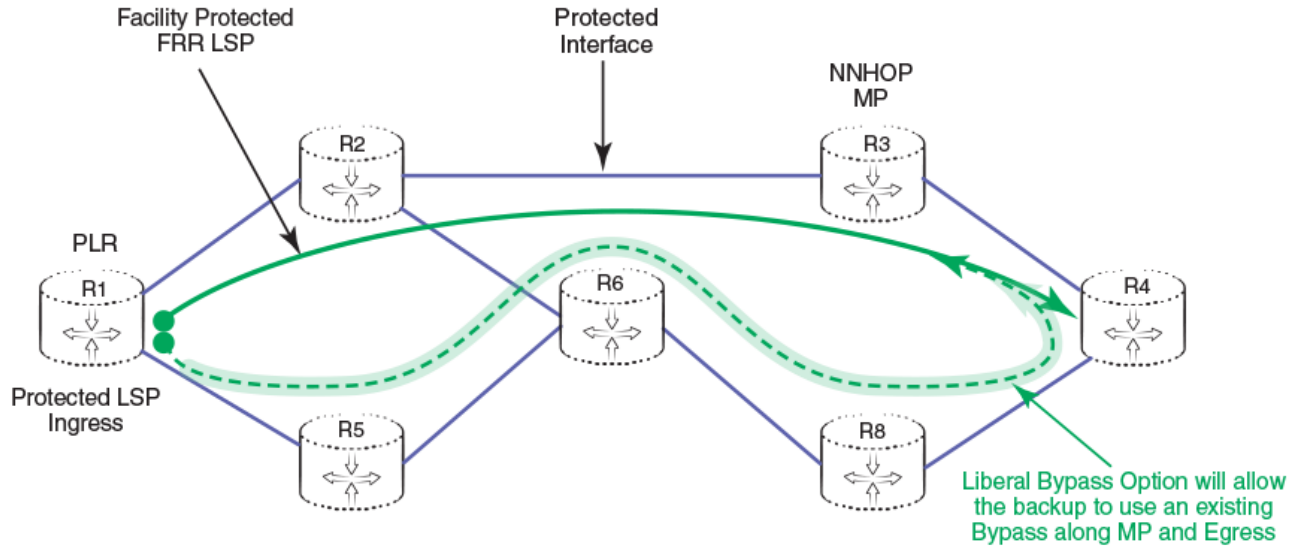 Facility Protected
FRR LSP
Protected
Interface
NNHOP
MP
R2
R3
PLR
R1
R6
R4
Protected LSP
Ingress
R5
R8
Liberal Bypass Option will allow
the backup to use an existing
Bypass along MP and Egress